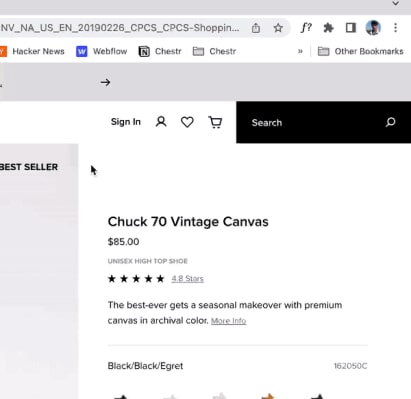 NV_NA_US_EN_20190226_CPCS_CPCS-Shoppin...
f?
Y Hacker News W Webflow Chestr Chestr » Other Bookmarks
Sign In Search
BEST SELLER
Chuck 70 Vintage Canvas
$85.00
UNISEX HIGH TOP SHOE
4.8 Stars
The best-ever gets a seasonal makeover with premium
canvas in archival color. More Info
Black/Black/Egret 162050C